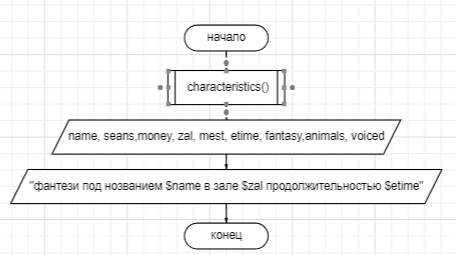 начало
characteristics()
name, seans,money, zal, mest, etime, fantasy,animals, voiced
"фантези под нозванием $name в зале $zal продолжительностью $etime"
конец